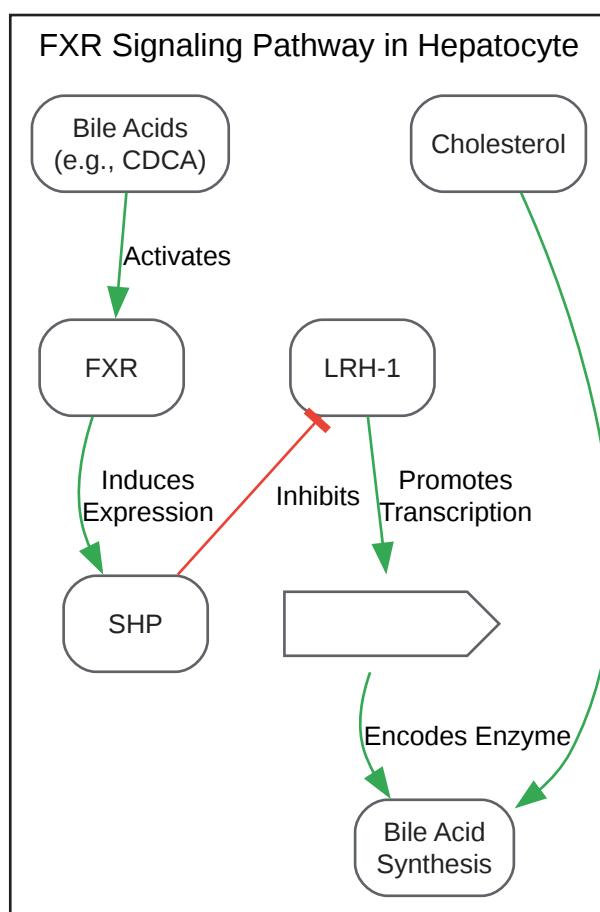 FXR Signaling Pathway in Hepatocyte
Bile Acids
(e.g., CDCA)
Cholesterol
Activates
FXR
LRH-1
Induces
Expression
Inhibits
Promotes
Transcription
SHP
Encodes Enzyme
Bile Acid
Synthesis